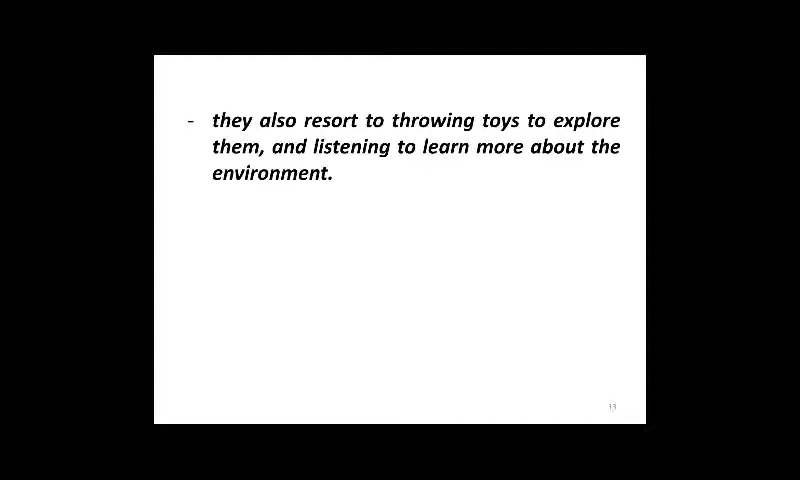 - they also resort to throwing toys to explore
them, and listening to learn more about the
environment.
13